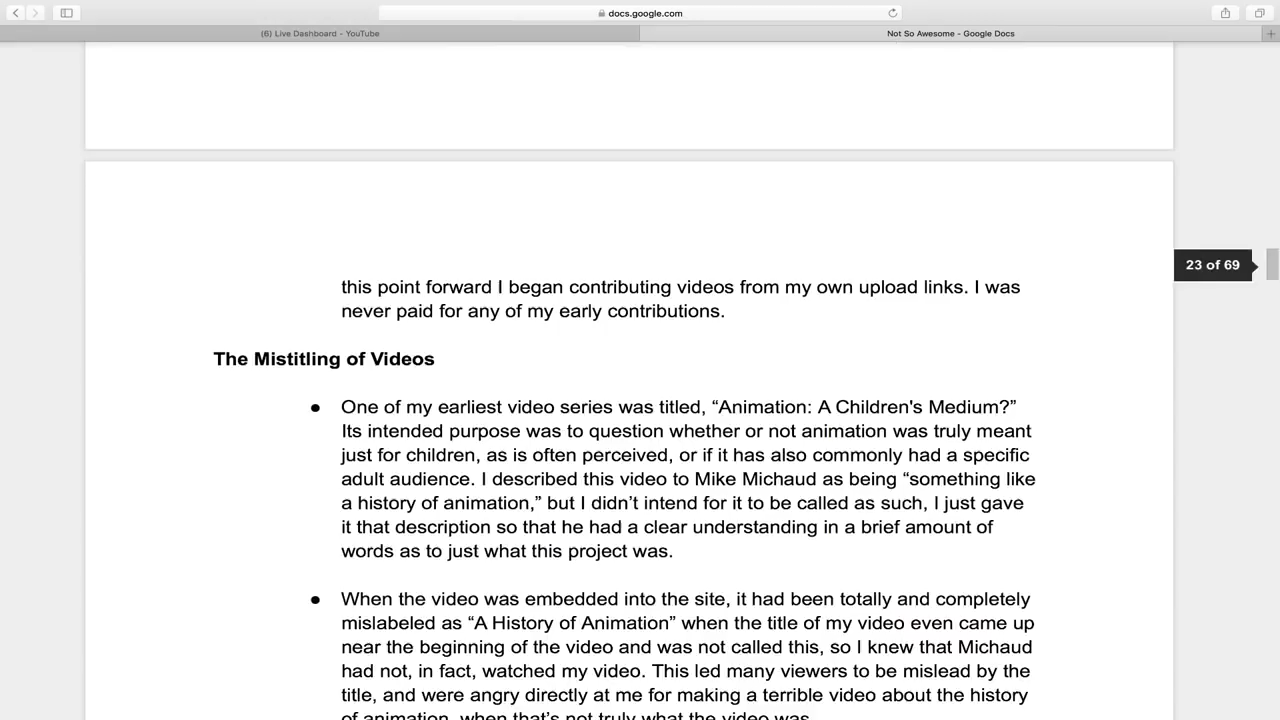 docs.google.com
(6) Live Dashboard - YouTube
Not So Awesome - Google Docs
23 of 69
this point forward I began contributing videos from my own upload links. I was
never paid for any of my early contributions.
The Mistitling of Videos
● One of my earliest video series was titled, “Animation: A Children's Medium?”
Its intended purpose was to question whether or not animation was truly meant
just for children, as is often perceived, or if it has also commonly had a specific
adult audience. I described this video to Mike Michaud as being “something like
a history of animation,” but I didn’t intend for it to be called as such, I just gave
it that description so that he had a clear understanding in a brief amount of
words as to just what this project was.
● When the video was embedded into the site, it had been totally and completely
mislabeled as “A History of Animation” when the title of my video even came up
near the beginning of the video and was not called this, so I knew that Michaud
had not, in fact, watched my video. This led many viewers to be mislead by the
title, and were angry directly at me for making a terrible video about the history
of animation, when that’s not truly what the video was.